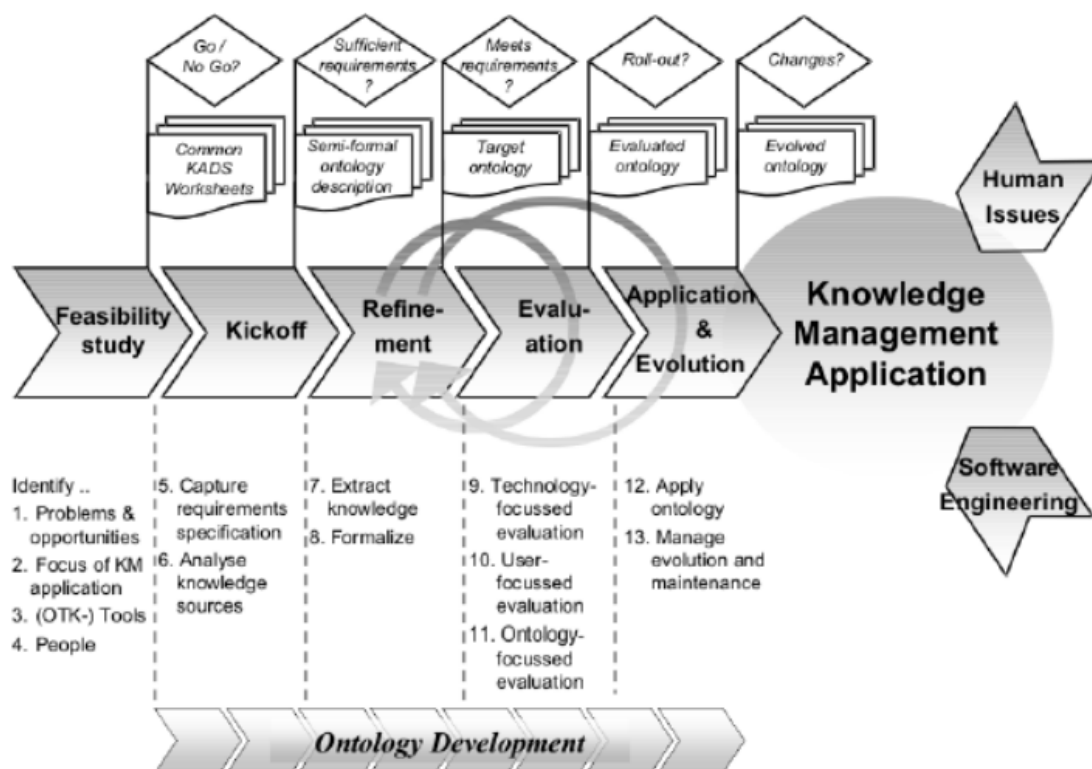 Go /
No Go?
Sufficient
requirements
?
Meets
requirements
?
Roll-out?
Changes?
Common
KADS
Worksheets
Semi-formal
ontology
description
Target
ontology
Evaluated
ontology
Evolved
ontology
Human
Issues
Feasibility
study
Kickoff
Refine-
ment
Evalu-
ation
Application
&
Evolution
Knowledge
Management
Application
Software
Engineering
Identify ..
1. Problems &
opportunities
2. Focus of KM
application
3. (OTK-) Tools
4. People
5. Capture
requirements
specification
6. Analyse
knowledge
sources
7. Extract
knowledge
8. Formalize
9. Technology-
focussed
evaluation
10. User-
focussed
evaluation
11. Ontology-
focussed
evaluation
12. Apply
ontology
13. Manage
evolution and
maintenance
Ontology Development